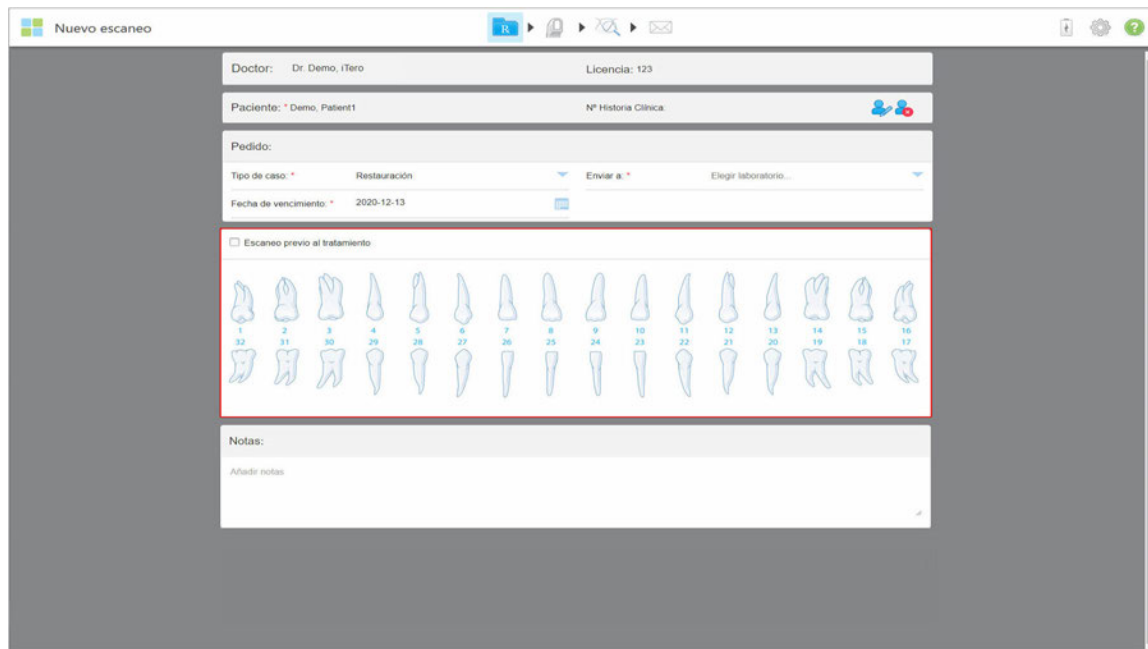 Nuevo escaneo
R
?
Doctor: Dr. Demo, iTero Licencia: 123
Paciente: * Demo, Patient1 Nº Historia Clínica:
Pedido:
Tipo de caso: * Restauración Enviar a: * Elegir laboratorio...
Fecha de vencimiento: * 2020-12-13
Escaneo previo al tratamiento
1 2 3 4 5 6 7 8 9 10 11 12 13 14 15 16
32 31 30 29 28 27 26 25 24 23 22 21 20 19 18 17
Notas:
Añadir notas